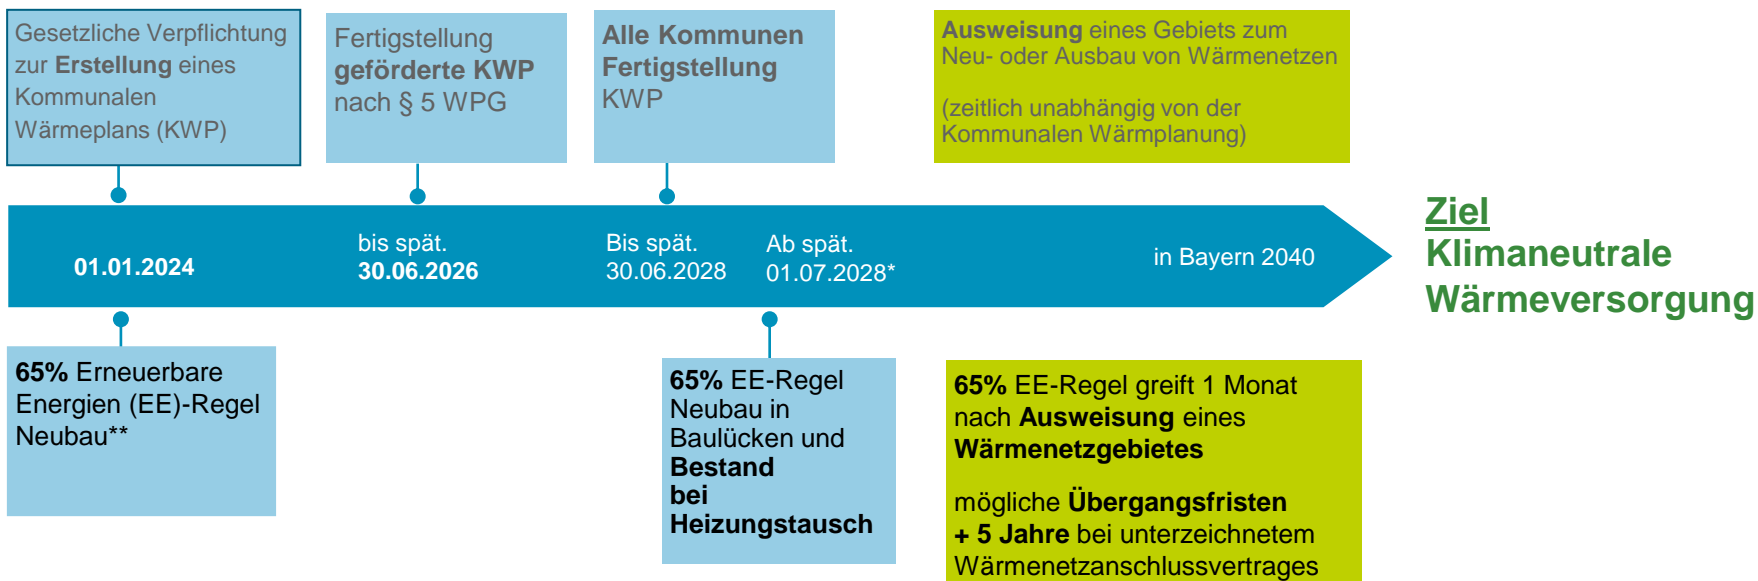 Gesetzliche Verpflichtung
zur Erstellung eines
Kommunalen
Wärmeplans (KWP)
Fertigstellung
geförderte KWP
nach § 5 WPG
Alle Kommunen
Fertigstellung
KWP
Ausweisung eines Gebiets zum
Neu- oder Ausbau von Wärmenetzen
(zeitlich unabhängig von der
Kommunalen Wärmplanung)
01.01.2024
bis spät.
30.06.2026
Bis spät.
30.06.2028
Ab spät.
01.07.2028*
in Bayern 2040
Ziel
Klimaneutrale
Wärmeversorgung
65% Erneuerbare
Energien (EE)-Regel
Neubau**
65% EE-Regel
Neubau in
Baulücken und
Bestand
bei
Heizungstausch
65% EE-Regel greift 1 Monat
nach Ausweisung eines
Wärmenetzgebietes
mögliche Übergangsfristen
+ 5 Jahre bei unterzeichnetem
Wärmenetzanschlussvertrages